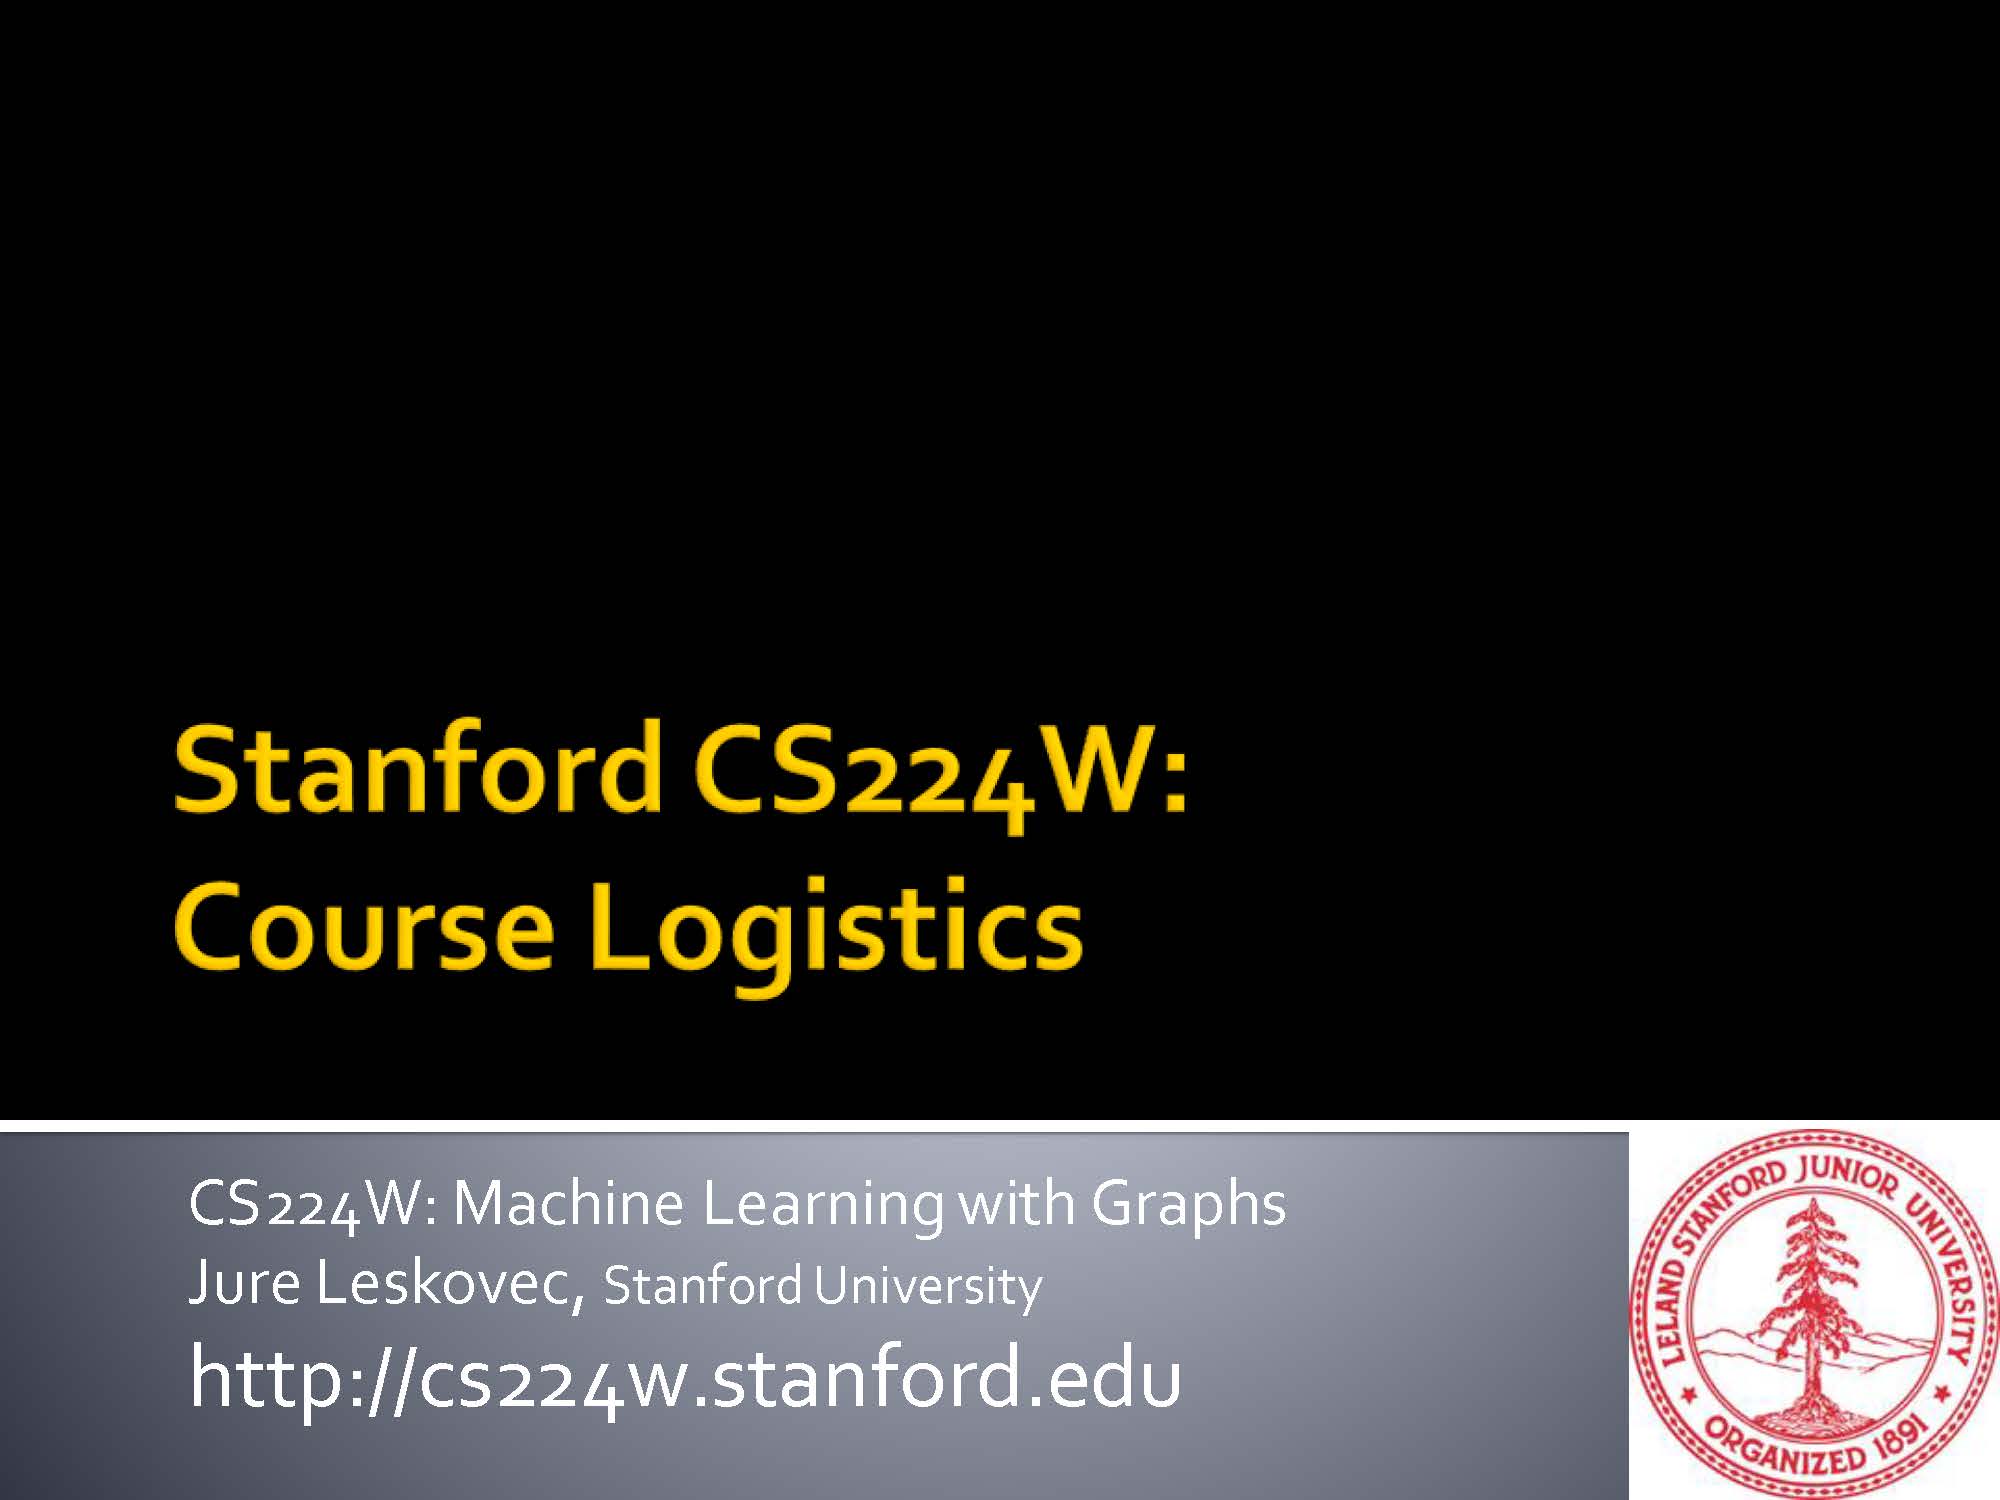 Stanford CS224W:
Course Logistics
CS224W: Machine Learning with Graphs
Jure Leskovec, Stanford University
http://cs224w.stanford.edu
LELAND STANFORD JUNIOR UNIVERSITY
ORGANIZED 1891